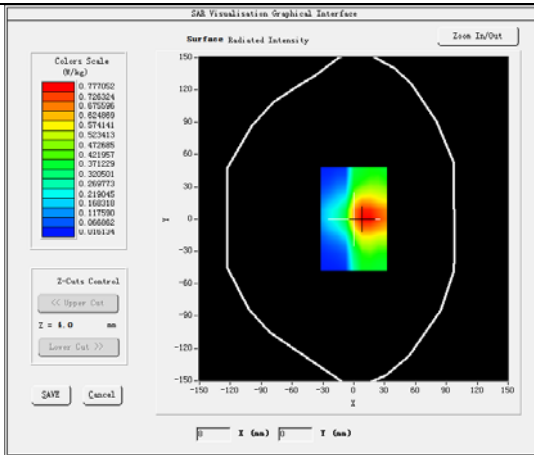 SAR Visualisation Graphical Interface
Surface Radiated Intensity
Zoom In/Out
Colors Scale
(W/kg)
0.777052
0.726324
0.675596
0.624869
0.574141
0.523413
0.472685
0.421957
0.371229
0.320501
0.269773
0.219045
0.168318
0.117590
0.066862
0.016134
150
120
90
60
30
0
-30
-60
-90
-120
-150
Y
-150 -120 -90 -60 -30 0 30 60 90 120 150
X
Z-Cuts Control
<< Upper Cut
Z = 4.0 mm
Lower Cut >>
SAVE Cancel
0 X (mm) 0 Y (mm)